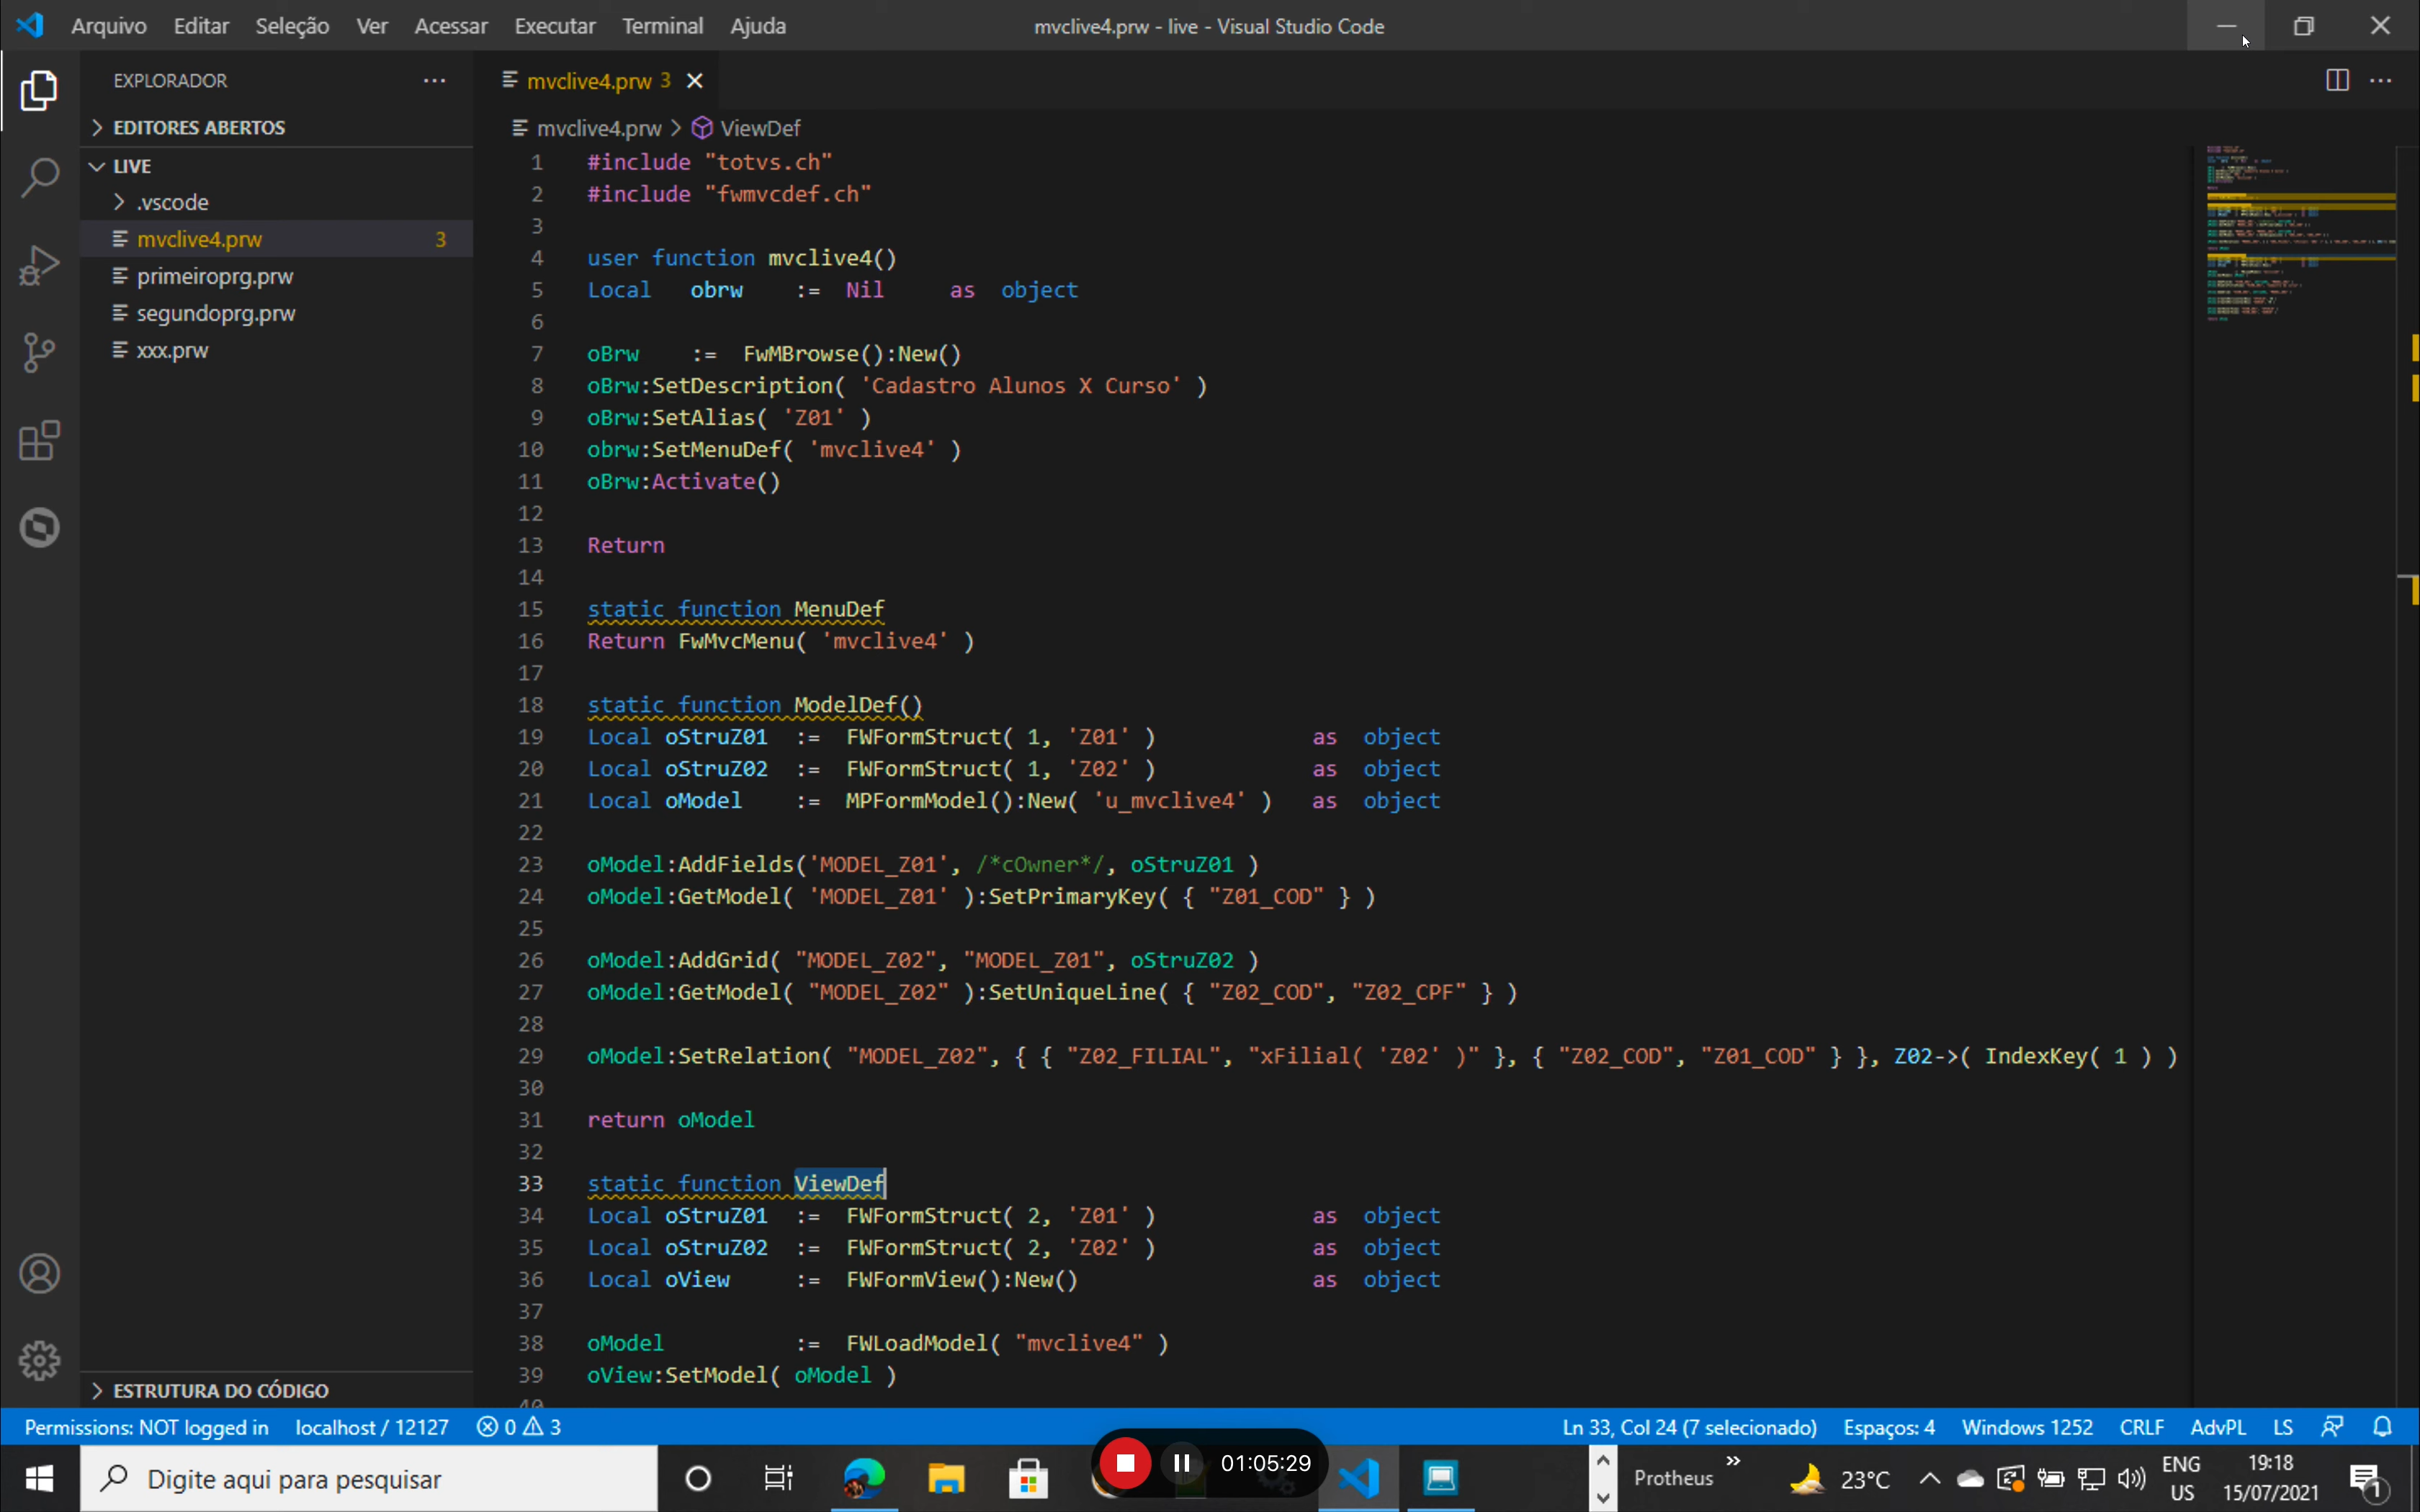 Arquivo Editar Seleção Ver Acessar Executar Terminal Ajuda
mvclive4.prw - live - Visual Studio Code
EXPLORADOR
EDITORES ABERTOS
LIVE
.vscode
mvclive4.prw 3
primeiroprg.prw
segundoprg.prw
xxx.prw
ESTRUTURA DO CÓDIGO
mvclive4.prw 3
mvclive4.prw > ViewDef
1 #include "totvs.ch"
2 #include "fwmvcdef.ch"
3
4 user function mvclive4()
5 Local obrw := Nil as object
6
7 oBrw := FwMBrowse():New()
8 oBrw:SetDescription( 'Cadastro Alunos X Curso' )
9 oBrw:SetAlias( 'Z01' )
10 obrw:SetMenuDef( 'mvclive4' )
11 oBrw:Activate()
12
13 Return
14
15 static function MenuDef
16 Return FwMvcMenu( 'mvclive4' )
17
18 static function ModelDef()
19 Local oStruZ01 := FWFormStruct( 1, 'Z01' ) as object
20 Local oStruZ02 := FWFormStruct( 1, 'Z02' ) as object
21 Local oModel := MPFormModel():New( 'u_mvclive4' ) as object
22
23 oModel:AddFields('MODEL_Z01', /*cOwner*/, oStruZ01 )
24 oModel:GetModel( 'MODEL_Z01' ):SetPrimaryKey( { "Z01_COD" } )
25
26 oModel:AddGrid( "MODEL_Z02", "MODEL_Z01", oStruZ02 )
27 oModel:GetModel( "MODEL_Z02" ):SetUniqueLine( { "Z02_COD", "Z02_CPF" } )
28
29 oModel:SetRelation( "MODEL_Z02", { { "Z02_FILIAL", "xFilial( 'Z02' )" }, { "Z02_COD", "Z01_COD" } }, Z02->( IndexKey( 1 ) )
30
31 return oModel
32
33 static function ViewDef
34 Local oStruZ01 := FWFormStruct( 2, 'Z01' ) as object
35 Local oStruZ02 := FWFormStruct( 2, 'Z02' ) as object
36 Local oView := FWFormView():New() as object
37
38 oModel := FWLoadModel( "mvclive4" )
39 oView:SetModel( oModel )
40
Permissions: NOT logged in localhost / 12127 0 3
Ln 33, Col 24 (7 selecionado) Espaços: 4 Windows 1252 CRLF AdvPL LS
Digite aqui para pesquisar
01:05:29
Protheus
23°C
ENG
US
19:18
15/07/2021
1